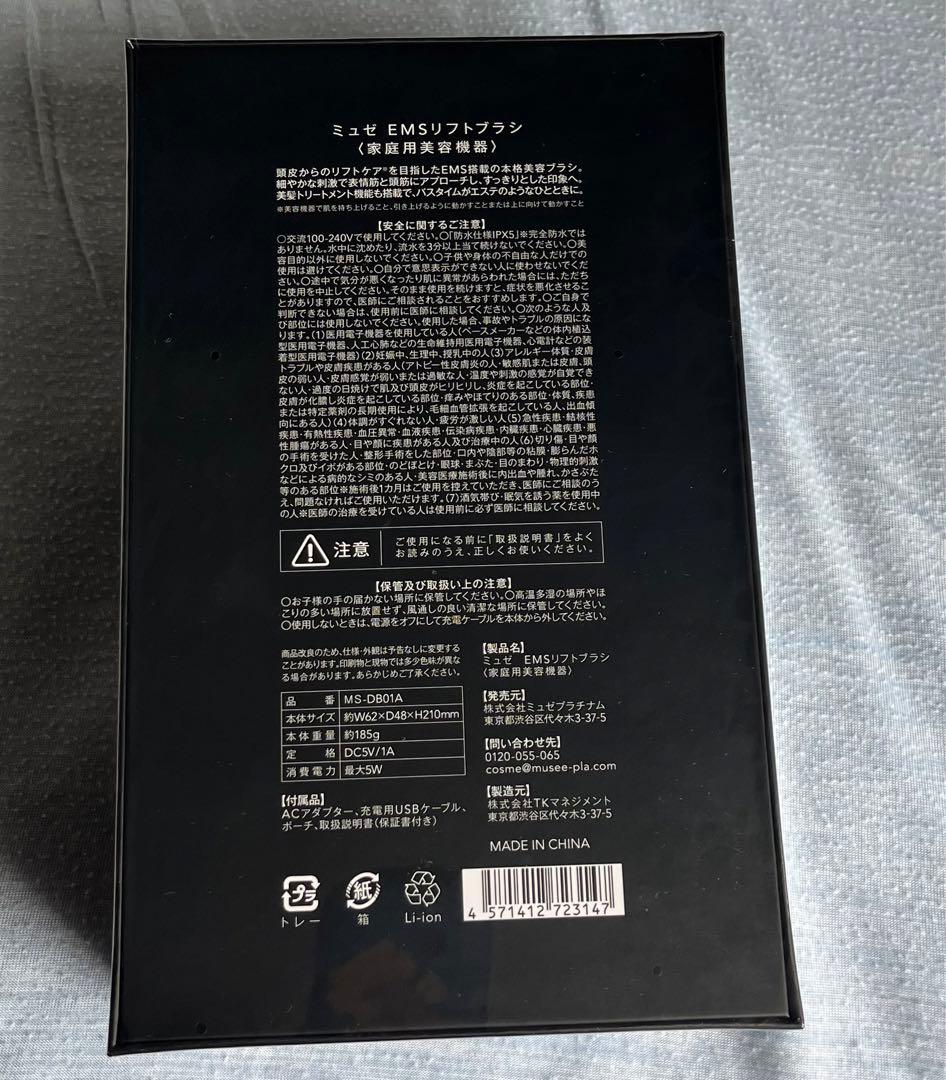 ミュゼ EMSリフトブラシ
〈家庭用美容機器〉
頭皮からのリフトケア※を目指したEMS搭載の本格美容ブラシ。
細やかな刺激で表情筋と頭筋にアプローチし、すっきりとした印象へ。
美髪トリートメント機能も搭載で、バスタイムがエステのようなひとときに。
※美容機器で肌を持ち上げること、引き上げるように動かすことまたは上に向けて動かすこと
【安全に関するご注意】
○交流100-240Vで使用してください。○「防水仕様IPX5」※完全防水では
ありません。水中に沈めたり、流水を3分以上当て続けないでください。○美
容目的以外に使用しないでください。○子供や身体の不自由な人だけでの
使用は避けてください。○自分で意思表示ができない人に使わせないでくだ
さい。○途中で気分が悪くなったり肌に異常があらわれた場合には、ただち
に使用を中止してください。そのまま使用を続けますと、症状を悪化させるこ
とがありますので、医師にご相談されることをおすすめします。○ご自身で
判断できない場合は、使用前に医師に相談してください。○次のような人及
び部位には使用しないでください。使用した場合、事故やトラブルの原因にな
ります。(1)医用電子機器を使用している人(ペースメーカーなどの体内植込
型医用電子機器、人工心肺などの生命維持用医用電子機器、心電計などの装
着型医用電子機器)(2)妊娠中、生理中、授乳中の人(3)アレルギー体質・皮膚
トラブルや皮膚疾患がある人(アトピー性皮膚炎の人・敏感肌または皮膚、頭
皮の弱い人・皮膚感覚が弱いまたは過敏な人・温度や刺激の感覚が自覚でき
ない人・過度の日焼けで肌及び頭皮がヒリヒリし、炎症を起こしている部位・
皮膚が化膿し炎症を起こしている部位・痒みやほてりのある部位・体質、疾患
または特定薬剤の長期使用により、毛細血管拡張を起こしている人、出血傾
向にある人)(4)体調がすぐれない人・疲労が激しい人(5)急性疾患・結核性
疾患・有熱性疾患・血圧異常・血液疾患・伝染病疾患・内臓疾患・心臓疾患・悪
性腫瘍がある人・目や顔に疾患がある人及び治療中の人(6)切り傷・目や顔
の手術を受けた人・整形手術をした部位・口内や陰部等の粘膜・膨らんだホ
クロ及びイボがある部位・のどぼとけ・眼球・まぶた・目のまわり・物理的刺激
などによる病的なシミのある人・美容医療施術後に内出血や腫れ、かさぶた
等のある部位※施術後1カ月はご使用を控えていただき、医師にご相談のう
え、問題なければご使用いただけます。(7)酒気帯び・眠気を誘う薬を使用中
の人※医師の治療を受けている人は使用前に必ず医師に相談してください。
注意
ご使用になる前に「取扱説明書」をよく
お読みのうえ、正しくお使いください。
【保管及び取扱い上の注意】
○お子様の手の届かない場所に保管してください。○高温多湿の場所やほ
こりの多い場所に放置せず、風通しの良い清潔な場所に保管してください。
○使用しないときは、電源をオフにして充電ケーブルを本体から外してください。
商品改良のため、仕様・外観は予告なしに変更する
ことがあります。印刷物と現物では多少色味が異な
る場合があります。あらかじめご了承ください。
品番 MS-DB01A
本体サイズ 約W62×D48×H210mm
本体重量 約185g
定格 DC5V/1A
消費電力 最大5W
【付属品】
ACアダプター、充電用USBケーブル、
ポーチ、取扱説明書(保証書付き)
【製品名】
ミュゼ EMSリフトブラシ
〈家庭用美容機器〉
【発売元】
株式会社ミュゼプラチナム
東京都渋谷区代々木3-37-5
【問い合わせ先】
0120-055-065
cosme@musee-pla.com
【製造元】
株式会社TKマネジメント
東京都渋谷区代々木3-37-5
MADE IN CHINA
プラ
トレー
紙
箱
Li-ion
4 571412 723147